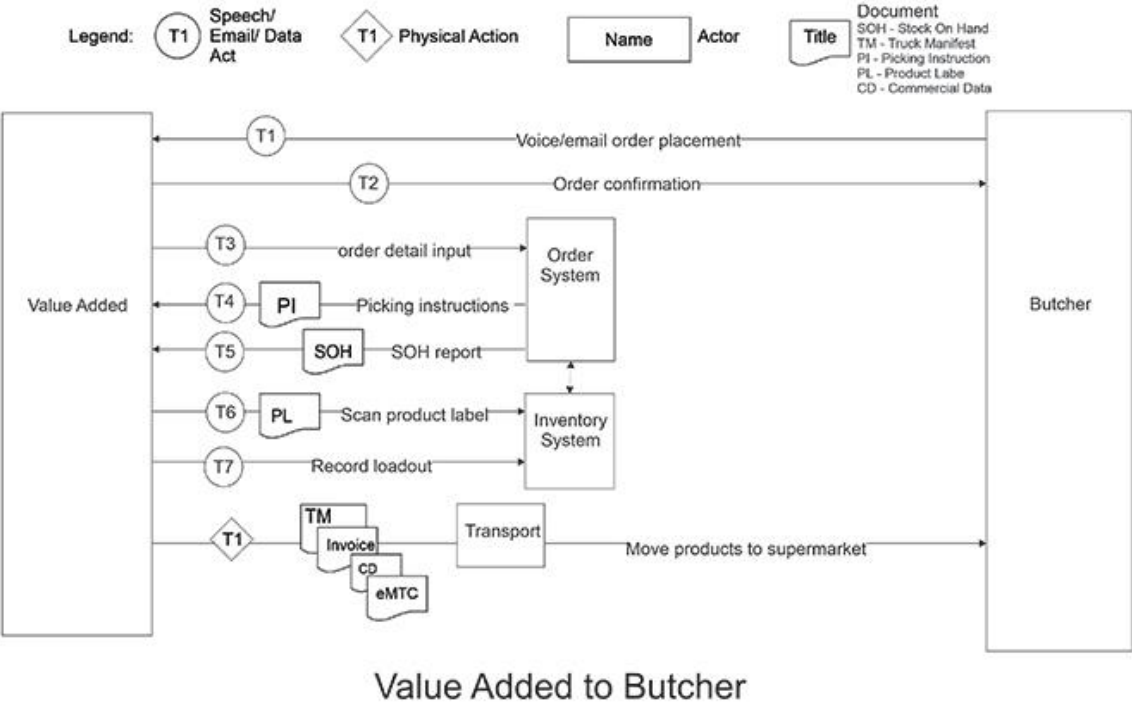 Legend:
T1
Speech/
Email/ Data
Act
T1
Physical Action
Name
Actor
Title
Document
SOH - Stock On Hand
TM - Truck Manifest
PI - Picking Instruction
PL - Product Labe
CD - Commercial Data
Value Added
Butcher
T1
Voice/email order placement
T2
Order confirmation
T3
order detail input
Order
System
T4
PI
Picking instructions
T5
SOH
SOH report
T6
PL
Scan product label
Inventory
System
T7
Record loadout
T1
TM
Invoice
CD
eMTC
Transport
Move products to supermarket
Value Added to Butcher